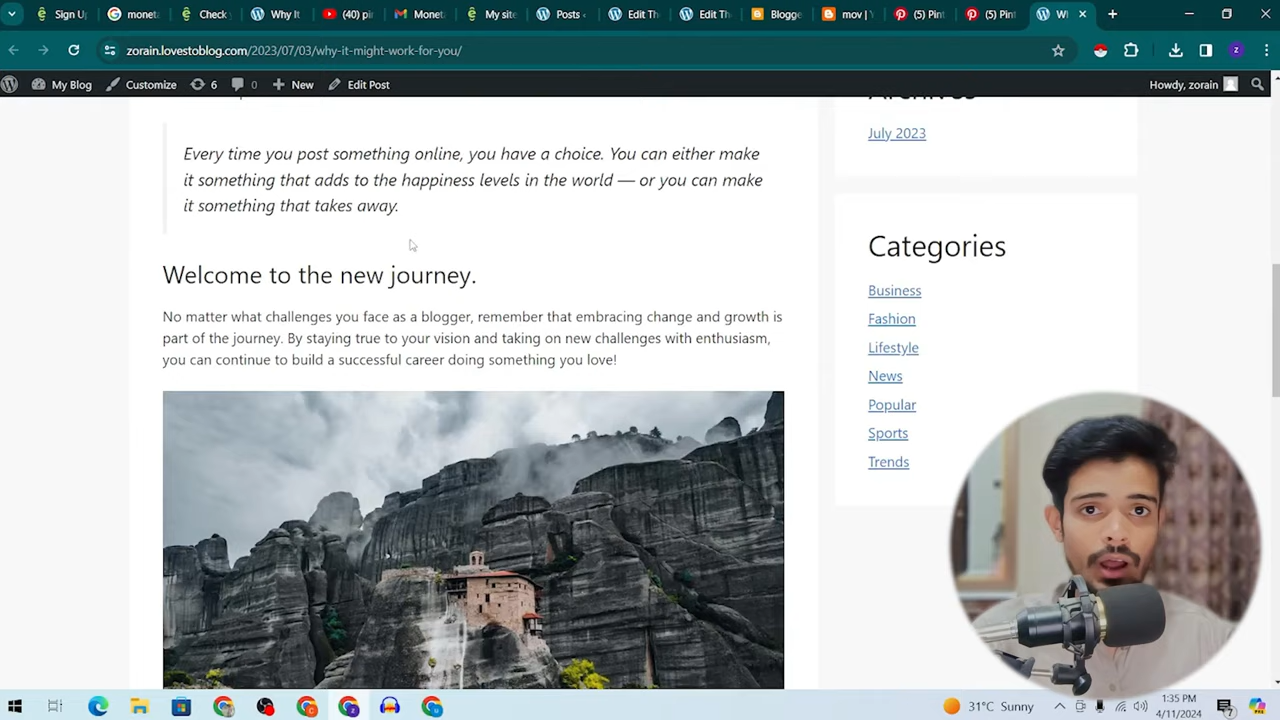 Sign Up
moneta
Check y
Why It
(40) pi
Moneta
My site
Posts ‹
Edit Th
Edit Th
Blogge
mov | Y
(5) Pint
(5) Pint
Wh
zorain.lovestoblog.com/2023/07/03/why-it-might-work-for-you/
z
My Blog
Customize
6
0
New
Edit Post
Howdy, zorain
Archives
July 2023
Every time you post something online, you have a choice. You can either make
it something that adds to the happiness levels in the world — or you can make
it something that takes away.
Categories
Welcome to the new journey.
Business
No matter what challenges you face as a blogger, remember that embracing change and growth is
part of the journey. By staying true to your vision and taking on new challenges with enthusiasm,
you can continue to build a successful career doing something you love!
Fashion
Lifestyle
News
Popular
Sports
Trends
31°C Sunny
1:35 PM
4/11/2024